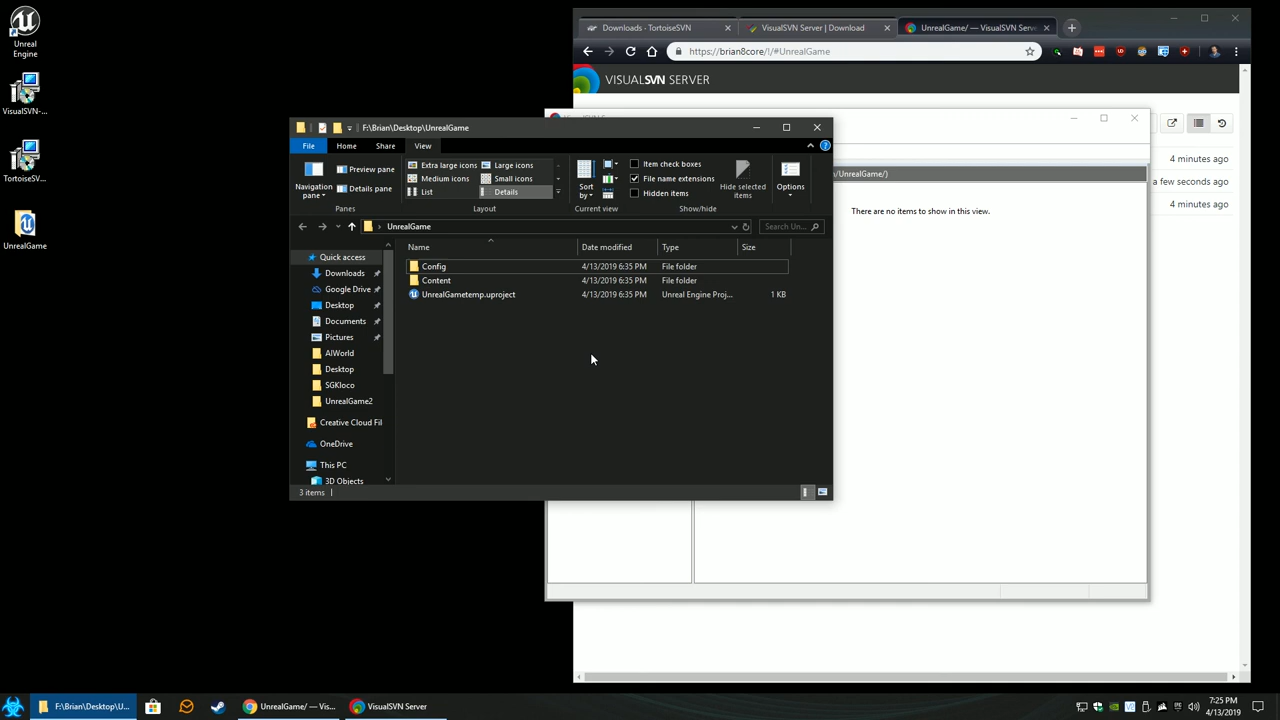 Unreal
Engine
VisualSVN-...
TortoiseSV...
UnrealGame
Downloads - TortoiseSVN
VisualSVN Server | Download
UnrealGame/ — VisualSVN Serve
https://brian8core/!/#UnrealGame
VISUALSVN SERVER
4 minutes ago
a few seconds ago
4 minutes ago
n/UnrealGame/)
There are no items to show in this view.
F:\Brian\Desktop\UnrealGame
File
Home
Share
View
Navigation
pane
Preview pane
Details pane
Panes
Extra large icons
Large icons
Medium icons
Small icons
List
Details
Layout
Sort
by
Current view
Item check boxes
File name extensions
Hidden items
Hide selected
items
Show/hide
Options
UnrealGame
Search Un...
Name
Date modified
Type
Size
Config
4/13/2019 6:35 PM
File folder
Content
4/13/2019 6:35 PM
File folder
UnrealGametemp.uproject
4/13/2019 6:35 PM
Unreal Engine Proj...
1 KB
Quick access
Downloads
Google Drive
Desktop
Documents
Pictures
AIWorld
Desktop
SGKloco
UnrealGame2
Creative Cloud Fil
OneDrive
This PC
3D Objects
3 items
F:\Brian\Desktop\U...
UnrealGame/ — Vis...
VisualSVN Server
7:25 PM
4/13/2019